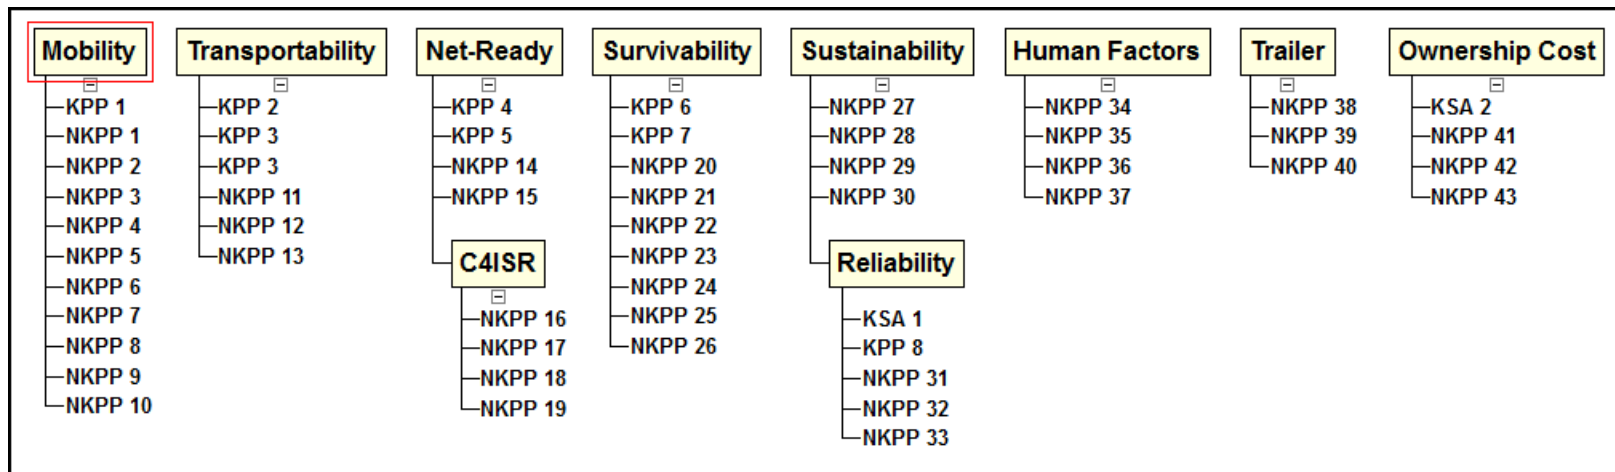 Mobility
KPP 1
NKPP 1
NKPP 2
NKPP 3
NKPP 4
NKPP 5
NKPP 6
NKPP 7
NKPP 8
NKPP 9
NKPP 10
Transportability
KPP 2
KPP 3
KPP 3
NKPP 11
NKPP 12
NKPP 13
Net-Ready
KPP 4
KPP 5
NKPP 14
NKPP 15
C4ISR
NKPP 16
NKPP 17
NKPP 18
NKPP 19
Survivability
KPP 6
KPP 7
NKPP 20
NKPP 21
NKPP 22
NKPP 23
NKPP 24
NKPP 25
NKPP 26
Sustainability
NKPP 27
NKPP 28
NKPP 29
NKPP 30
Reliability
KSA 1
KPP 8
NKPP 31
NKPP 32
NKPP 33
Human Factors
NKPP 34
NKPP 35
NKPP 36
NKPP 37
Trailer
NKPP 38
NKPP 39
NKPP 40
Ownership Cost
KSA 2
NKPP 41
NKPP 42
NKPP 43